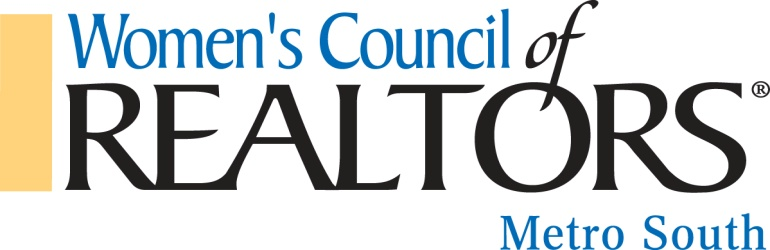 Women's Council of
REALTORS®
Metro South